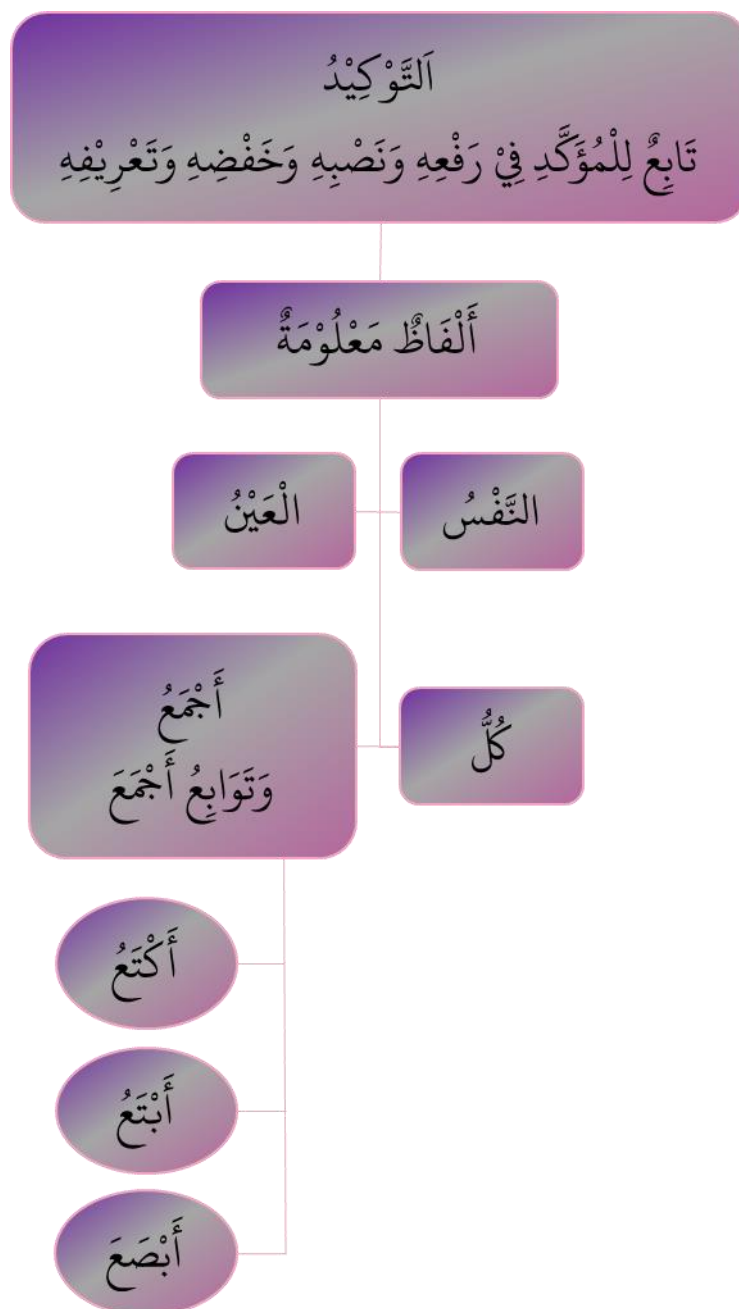 اَلتَّوْكِيْدُ
تَابِعٌ لِلْمُؤَكَّدِ فِيْ رَفْعِهِ وَنَصْبِهِ وَخَفْضِهِ وَتَعْرِيْفِهِ
أَلْفَاظٌ مَعْلُوْمَةٌ
النَّفْسُ
الْعَيْنُ
كُلُّ
أَجْمَعُ
وَتَوَابِعُ أَجْمَعَ
أَكْتَعُ
أَبْتَعُ
أَبْصَعَ